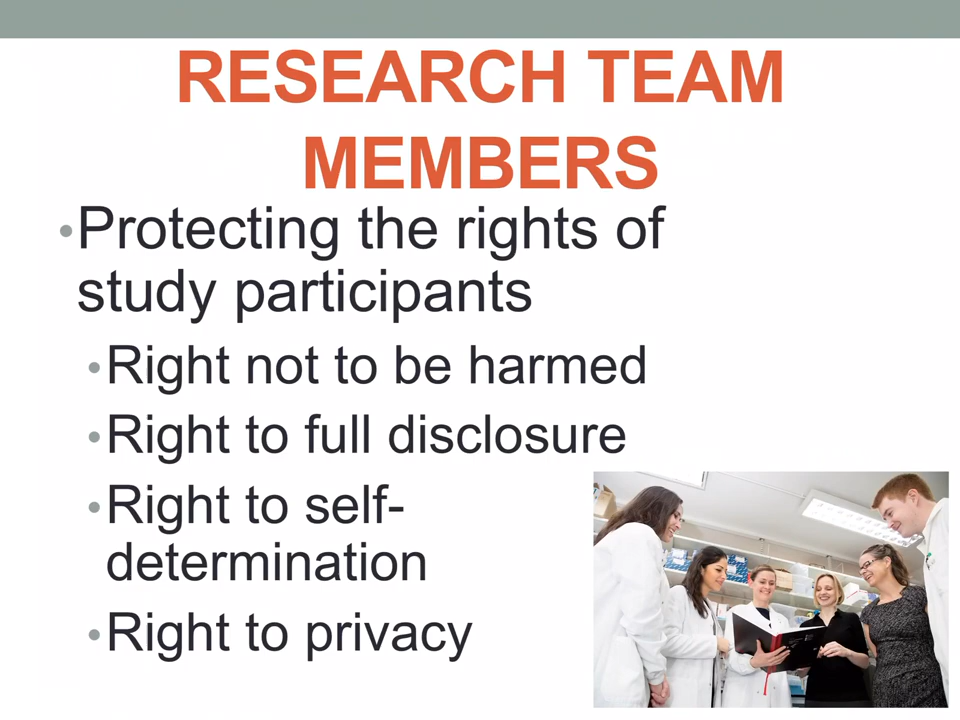 RESEARCH TEAM
MEMBERS
•Protecting the rights of
study participants
•Right not to be harmed
•Right to full disclosure
•Right to self-
determination
•Right to privacy